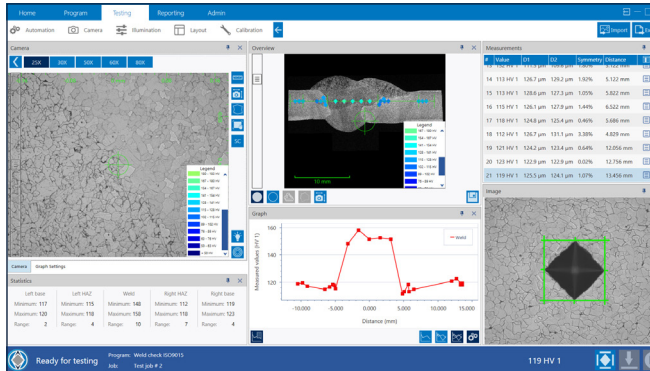 Home Program Testing Reporting Admin
Automation Camera Illumination Layout Calibration Import
Camera
25X 30X 50X 60X 80X
SC
Legend
Camera Graph Settings
Statistics
Left base Left HAZ Weld Right HAZ Right base
Minimum: 117 Minimum: 115 Minimum: 148 Minimum: 112 Minimum: 119
Maximum: 120 Maximum: 118 Maximum: 158 Maximum: 118 Maximum: 123
Range: 2 Range: 4 Range: 10 Range: 7 Range: 4
Overview
Legend
10 mm
Graph
Measured values (HV 1)
160
140
120
Weld
-10.000 -5.000 0.000 5.000 10.000 15.000
Distance (mm)
Measurements
# Value D1 D2 Symmetry Distance
14 113 HV 1 126.7 µm 129.2 µm 1.92% 5.122 mm
15 113 HV 1 128.6 µm 127.3 µm 1.05% 5.822 mm
16 115 HV 1 126.1 µm 127.9 µm 1.44% 6.522 mm
17 118 HV 1 124.8 µm 125.4 µm 0.46% 5.686 mm
18 112 HV 1 126.7 µm 131.1 µm 3.38% 4.829 mm
19 121 HV 1 124.2 µm 123.4 µm 0.64% 12.056 mm
20 123 HV 1 122.9 µm 122.9 µm 0.02% 12.756 mm
21 119 HV 1 125.5 µm 124.1 µm 1.07% 13.456 mm
Image
Ready for testing
Program: Weld check ISO9015
Job: Test job # 2
119 HV 1